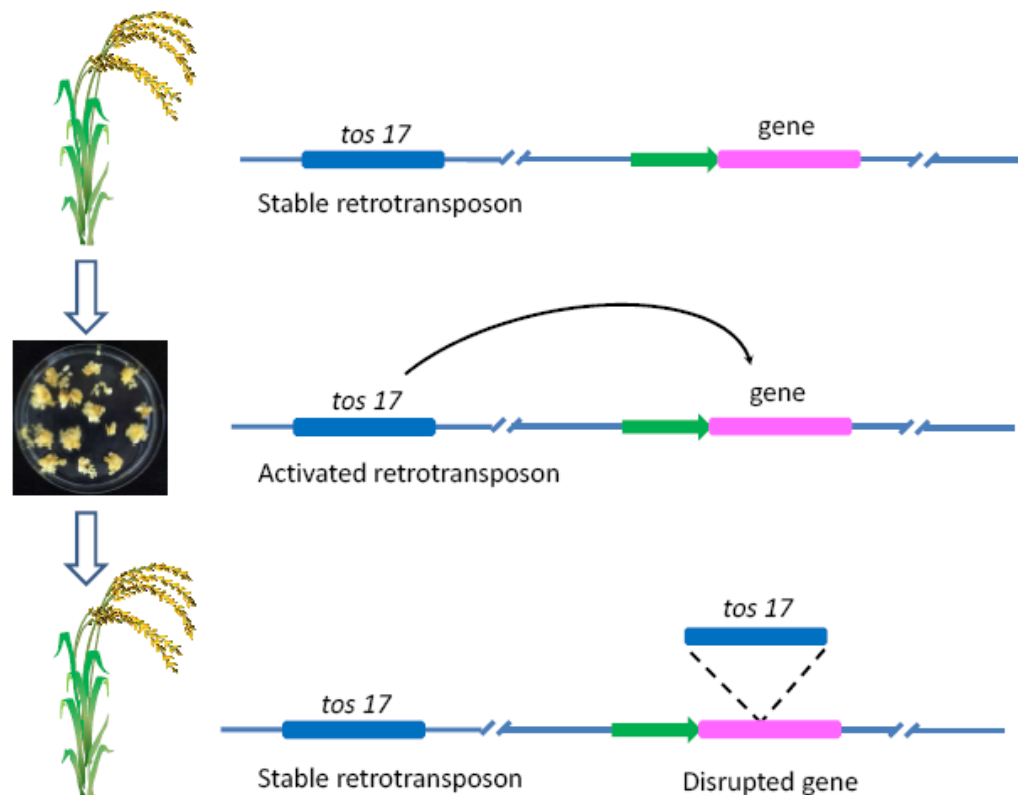 tos 17
gene
Stable retrotransposon
tos 17
gene
Activated retrotransposon
tos 17
tos 17
Stable retrotransposon
Disrupted gene